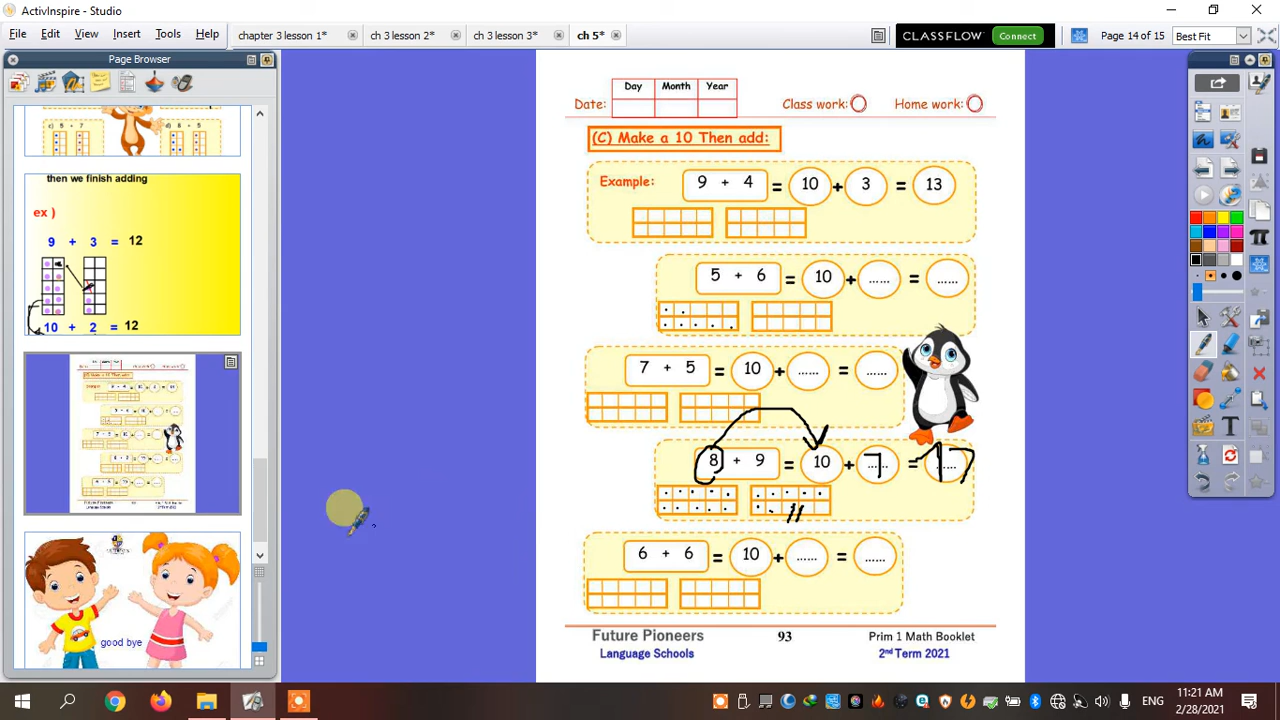 ActivInspire - Studio
File Edit View Insert Tools Help
chapter 3 lesson 1*
ch 3 lesson 2*
ch 3 lesson 3*
ch 5*
CLASSFLOW Connect
Page 14 of 15
Best Fit
Page Browser
c) 5 + 7
d) 8 + 5
then we finish adding
ex )
9 + 3 = 12
10 + 2 = 12
good bye
Day Month Year
Date:
Class work:
Home work:
(C) Make a 10 Then add:
Example: 9 + 4 = 10 + 3 = 13
5 + 6 = 10 + ...... = ......
7 + 5 = 10 + ...... = ......
8 + 9 = 10 + 7 = 17
6 + 6 = 10 + ...... = ......
Future Pioneers 93 Prim 1 Math Booklet
Language Schools 2nd Term 2021
ENG
11:21 AM
2/28/2021